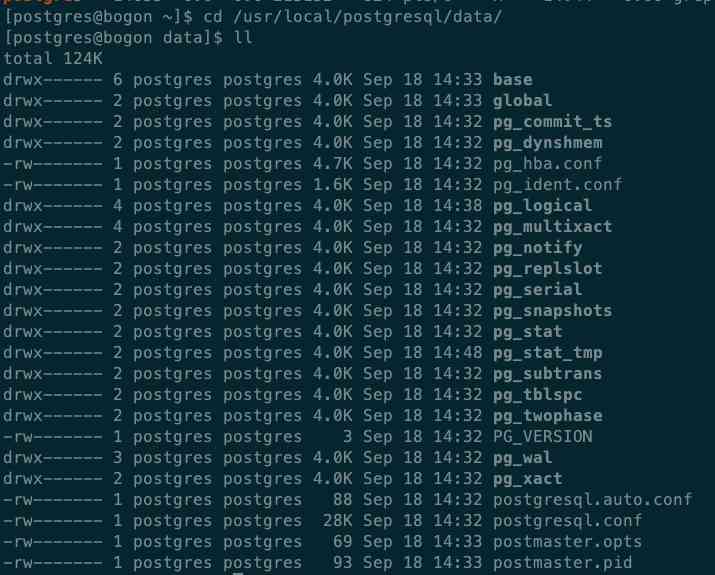 [postgres@bogon ~]$ cd /usr/local/postgresql/data/
[postgres@bogon data]$ ll
total 124K
drwx------ 6 postgres postgres 4.0K Sep 18 14:33 base
drwx------ 2 postgres postgres 4.0K Sep 18 14:33 global
drwx------ 2 postgres postgres 4.0K Sep 18 14:32 pg_commit_ts
drwx------ 2 postgres postgres 4.0K Sep 18 14:32 pg_dynshmem
-rw------- 1 postgres postgres 4.7K Sep 18 14:32 pg_hba.conf
-rw------- 1 postgres postgres 1.6K Sep 18 14:32 pg_ident.conf
drwx------ 4 postgres postgres 4.0K Sep 18 14:38 pg_logical
drwx------ 4 postgres postgres 4.0K Sep 18 14:32 pg_multixact
drwx------ 2 postgres postgres 4.0K Sep 18 14:32 pg_notify
drwx------ 2 postgres postgres 4.0K Sep 18 14:32 pg_replslot
drwx------ 2 postgres postgres 4.0K Sep 18 14:32 pg_serial
drwx------ 2 postgres postgres 4.0K Sep 18 14:32 pg_snapshots
drwx------ 2 postgres postgres 4.0K Sep 18 14:32 pg_stat
drwx------ 2 postgres postgres 4.0K Sep 18 14:48 pg_stat_tmp
drwx------ 2 postgres postgres 4.0K Sep 18 14:32 pg_subtrans
drwx------ 2 postgres postgres 4.0K Sep 18 14:32 pg_tblspc
drwx------ 2 postgres postgres 4.0K Sep 18 14:32 pg_twophase
-rw------- 1 postgres postgres 3 Sep 18 14:32 PG_VERSION
drwx------ 3 postgres postgres 4.0K Sep 18 14:32 pg_wal
drwx------ 2 postgres postgres 4.0K Sep 18 14:32 pg_xact
-rw------- 1 postgres postgres 88 Sep 18 14:32 postgresql.auto.conf
-rw------- 1 postgres postgres 28K Sep 18 14:32 postgresql.conf
-rw------- 1 postgres postgres 69 Sep 18 14:32 postmaster.opts
-rw------- 1 postgres postgres 93 Sep 18 14:32 postmaster.pid